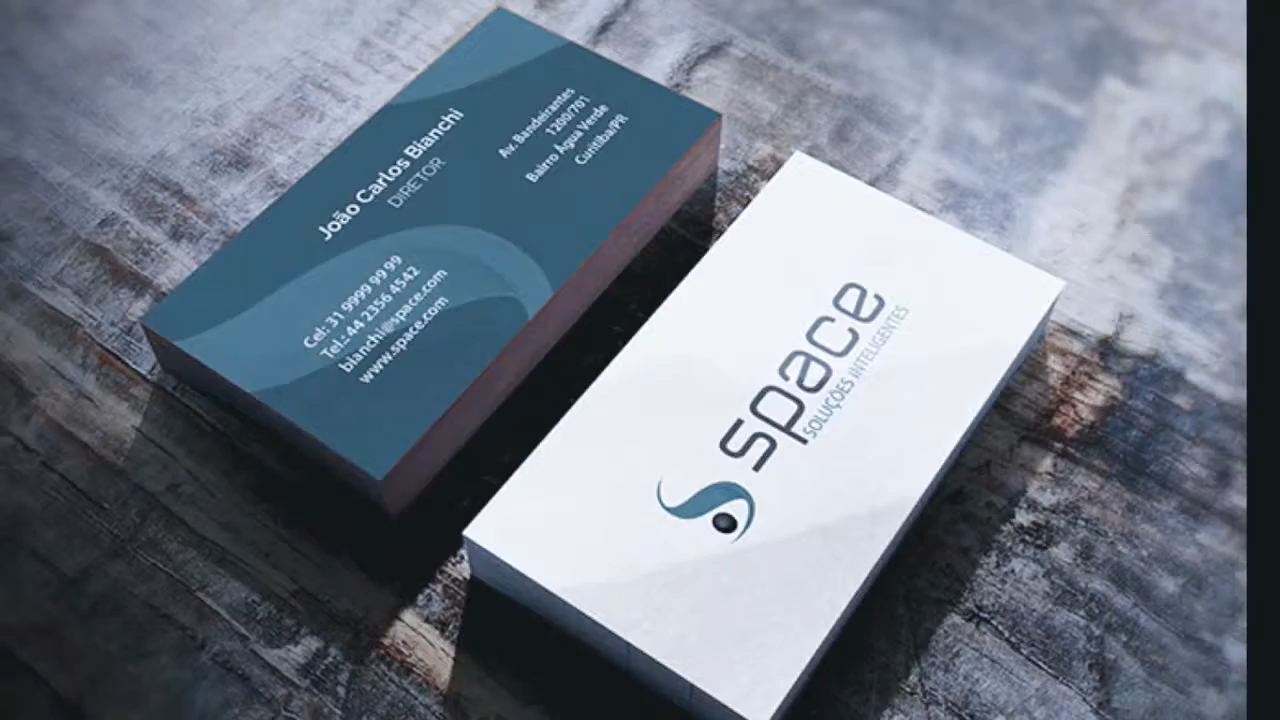 João Carlos Bianchi
DIRETOR
Av. Bandeirantes
1200/701
Bairro Água Verde
Curitiba/PR
Cel: 31 9999 99 99
Tel.: 44 2356 4542
bianchi@space.com
www.space.com
space
SOLUÇÕES INTELIGENTES